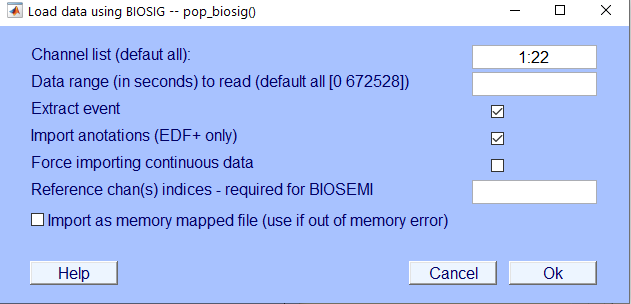 Load data using BIOSIG -- pop_biosig()
Channel list (defaut all):
1:22
Data range (in seconds) to read (default all [0 672528])
Extract event
Import anotations (EDF+ only)
Force importing continuous data
Reference chan(s) indices - required for BIOSEMI
Import as memory mapped file (use if out of memory error)
Help
Cancel
Ok